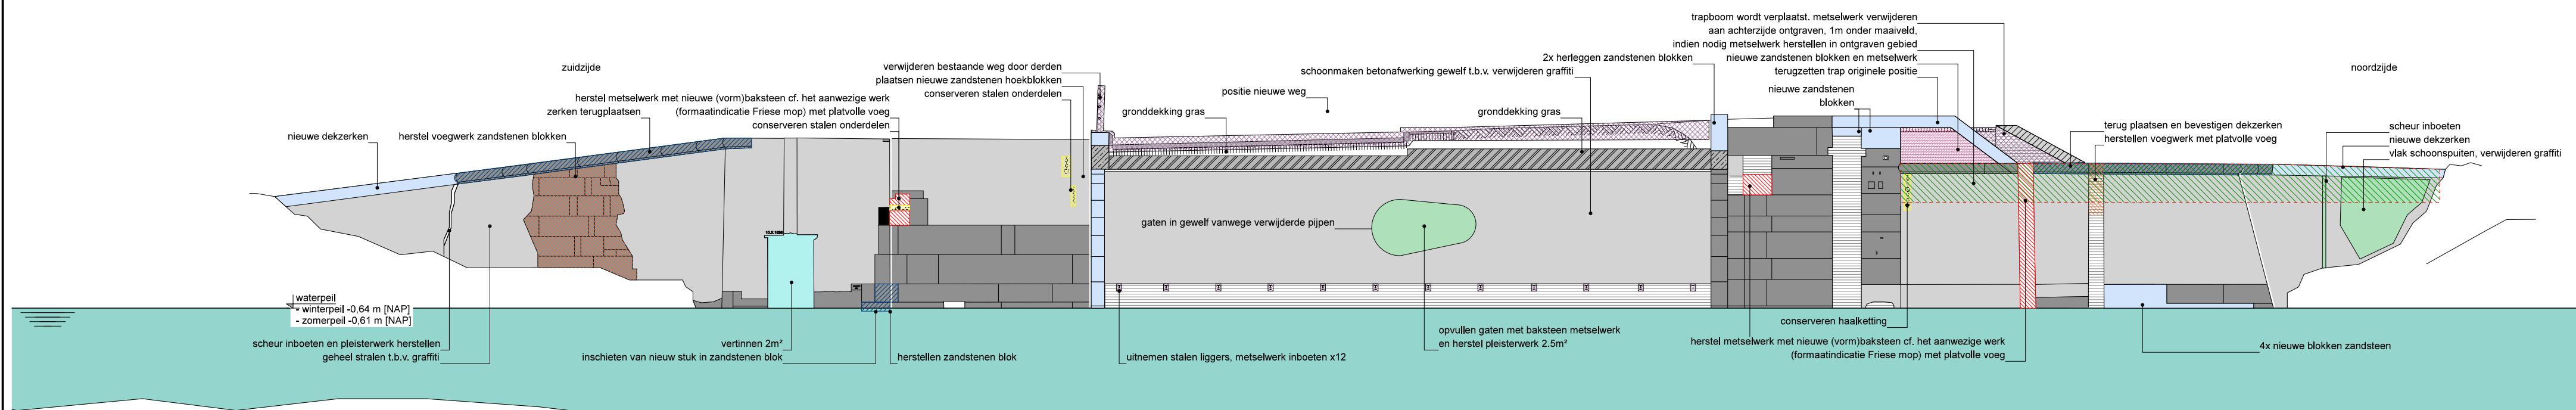 zuidzijde
noordzijde
nieuwe dekzerken
herstel voegwerk zandstenen blokken
zerken terugplaatsen
herstel metselwerk met nieuwe (vorm)baksteen cf. het aanwezige werk
(formaatindicatie Friese mop) met platvolle voeg
conserveren stalen onderdelen
verwijderen bestaande weg door derden
plaatsen nieuwe zandstenen hoekblokken
conserveren stalen onderdelen
gronddekking gras
positie nieuwe weg
schoonmaken betonafwerking gewelf t.b.v. verwijderen graffiti
gronddekking gras
2x herleggen zandstenen blokken
trapboom wordt verplaatst. metselwerk verwijderen
aan achterzijde ontgraven, 1m onder maaiveld,
indien nodig metselwerk herstellen in ontgraven gebied
nieuwe zandstenen blokken en metselwerk
terugzetten trap originele positie
nieuwe zandstenen
blokken
terug plaatsen en bevestigen dekzerken
herstellen voegwerk met platvolle voeg
scheur inboeten
nieuwe dekzerken
vlak schoonspuiten, verwijderen graffiti
gaten in gewelf vanwege verwijderde pijpen
waterpeil
- winterpeil -0,64 m [NAP]
- zomerpeil -0,61 m [NAP]
scheur inboeten en pleisterwerk herstellen
geheel stralen t.b.v. graffiti
vertinnen 2m²
inschieten van nieuw stuk in zandstenen blok
herstellen zandstenen blok
uitnemen stalen liggers, metselwerk inboeten x12
opvullen gaten met baksteen metselwerk
en herstel pleisterwerk 2.5m²
conserveren haalketting
herstel metselwerk met nieuwe (vorm)baksteen cf. het aanwezige werk
(formaatindicatie Friese mop) met platvolle voeg
4x nieuwe blokken zandsteen